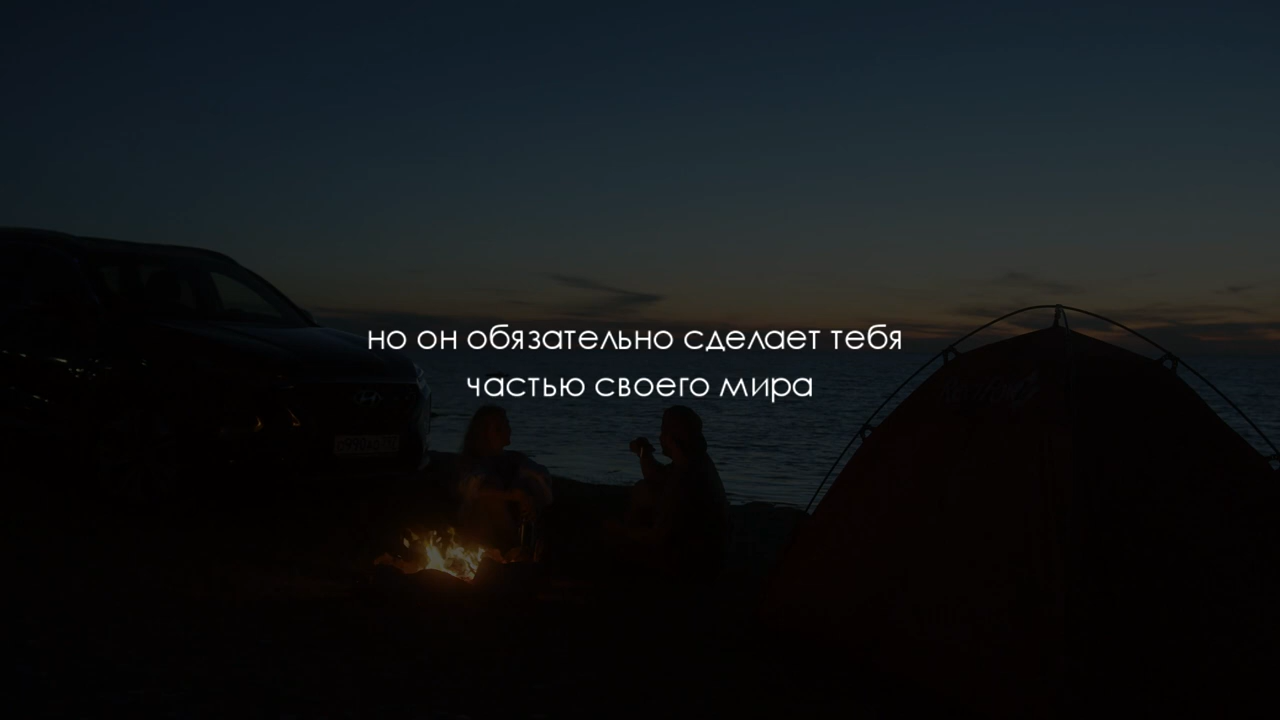 но он обязательно сделает тебя
частью своего мира